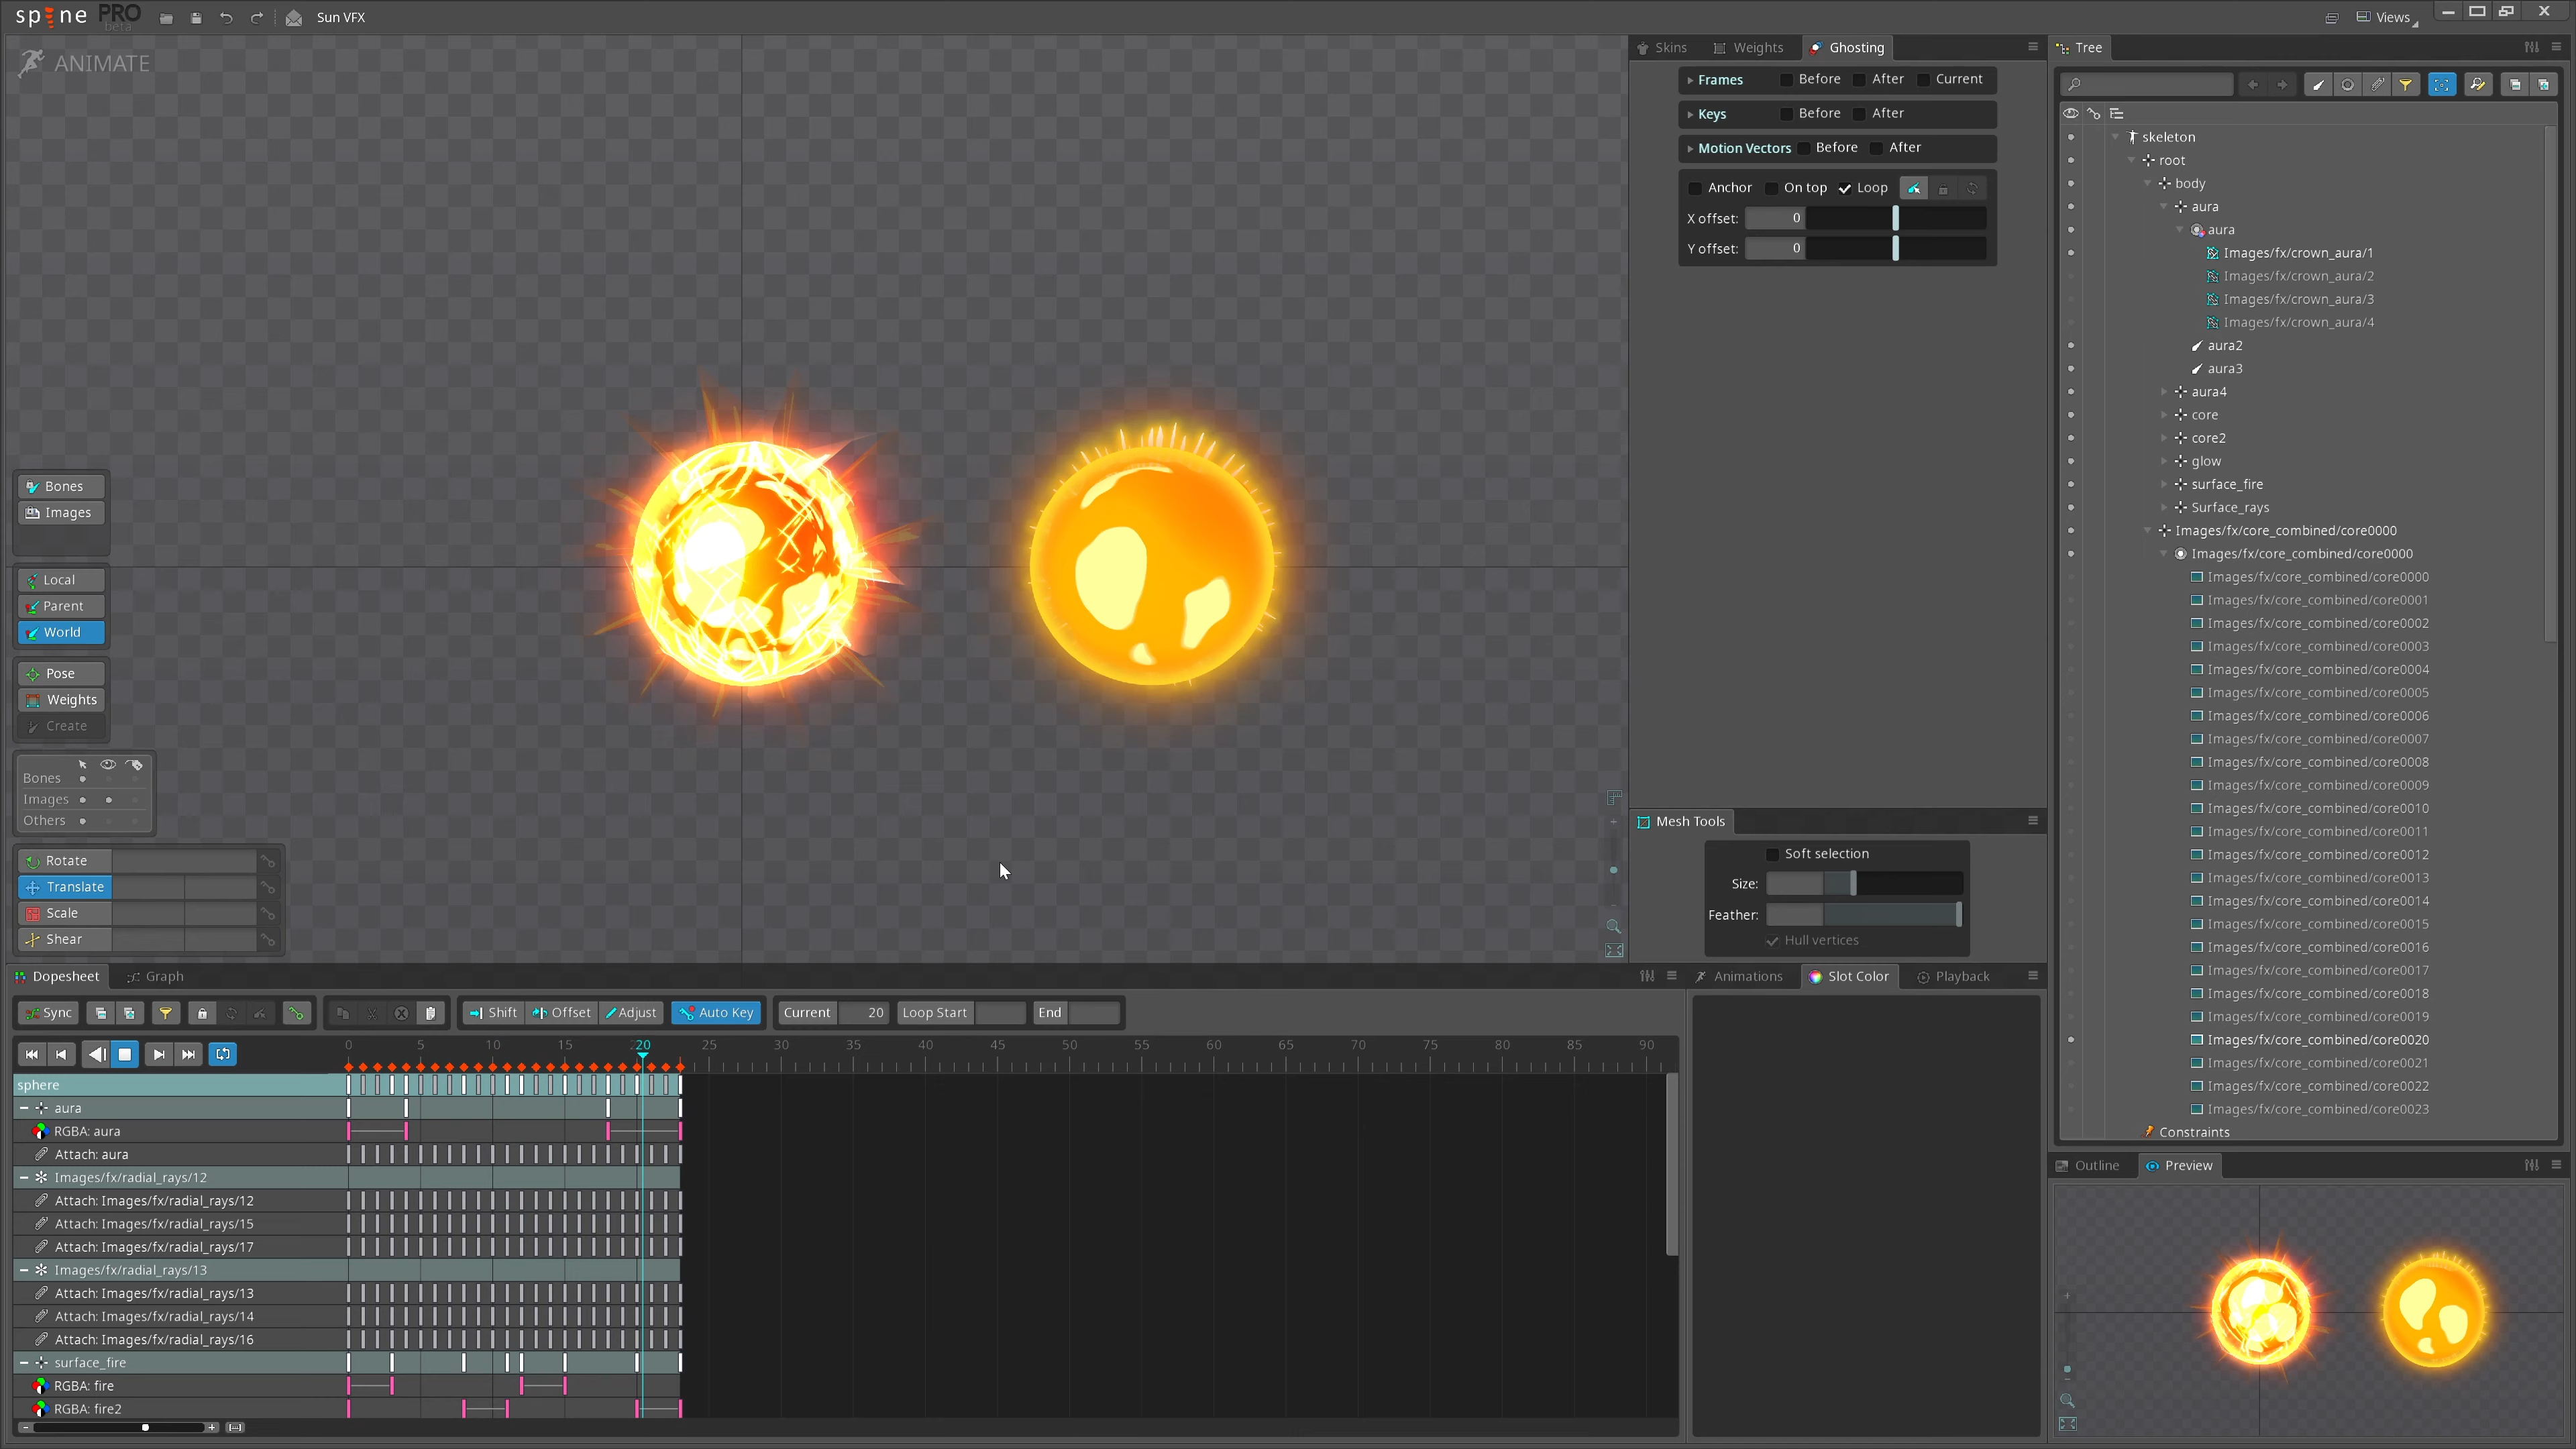 spine PRO beta
Sun VFX
Views
ANIMATE
Skins Weights Ghosting
Tree
Frames Before After Current
Keys Before After
Motion Vectors Before After
Anchor On top Loop
X offset: 0
Y offset: 0
skeleton
root
body
aura
aura
Images/fx/crown_aura/1
Images/fx/crown_aura/2
Images/fx/crown_aura/3
Images/fx/crown_aura/4
aura2
aura3
aura4
core
core2
glow
surface_fire
Surface_rays
Images/fx/core_combined/core0000
Images/fx/core_combined/core0000
Images/fx/core_combined/core0000
Images/fx/core_combined/core0001
Images/fx/core_combined/core0002
Images/fx/core_combined/core0003
Images/fx/core_combined/core0004
Images/fx/core_combined/core0005
Images/fx/core_combined/core0006
Images/fx/core_combined/core0007
Images/fx/core_combined/core0008
Images/fx/core_combined/core0009
Images/fx/core_combined/core0010
Images/fx/core_combined/core0011
Images/fx/core_combined/core0012
Images/fx/core_combined/core0013
Images/fx/core_combined/core0014
Images/fx/core_combined/core0015
Images/fx/core_combined/core0016
Images/fx/core_combined/core0017
Images/fx/core_combined/core0018
Images/fx/core_combined/core0019
Images/fx/core_combined/core0020
Images/fx/core_combined/core0021
Images/fx/core_combined/core0022
Images/fx/core_combined/core0023
Constraints
Bones
Images
Local
Parent
World
Pose
Weights
Create
Bones
Images
Others
Rotate
Translate
Scale
Shear
Mesh Tools
Soft selection
Size:
Feather:
Hull vertices
Dopesheet Graph
Animations Slot Color Playback
Sync Shift Offset Adjust Auto Key Current 20 Loop Start End
0 5 10 15 20 25 30 35 40 45 50 55 60 65 70 75 80 85 90
sphere
aura
RGBA: aura
Attach: aura
Images/fx/radial_rays/12
Attach: Images/fx/radial_rays/12
Attach: Images/fx/radial_rays/15
Attach: Images/fx/radial_rays/17
Images/fx/radial_rays/13
Attach: Images/fx/radial_rays/13
Attach: Images/fx/radial_rays/14
Attach: Images/fx/radial_rays/16
surface_fire
RGBA: fire
RGBA: fire2
Outline Preview